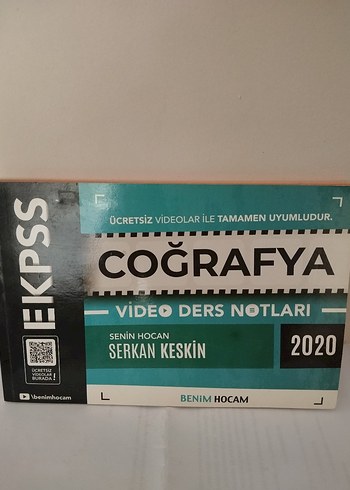 EKPSS
ÜCRETSİZ
VİDEOLAR
BURADA!
\benimhocam
ÜCRETSİZ VİDEOLAR İLE TAMAMEN UYUMLUDUR.
COĞRAFYA
VİDEO DERS NOTLARI
SENİN HOCAN
SERKAN KESKİN
2020
BENİM HOCAM